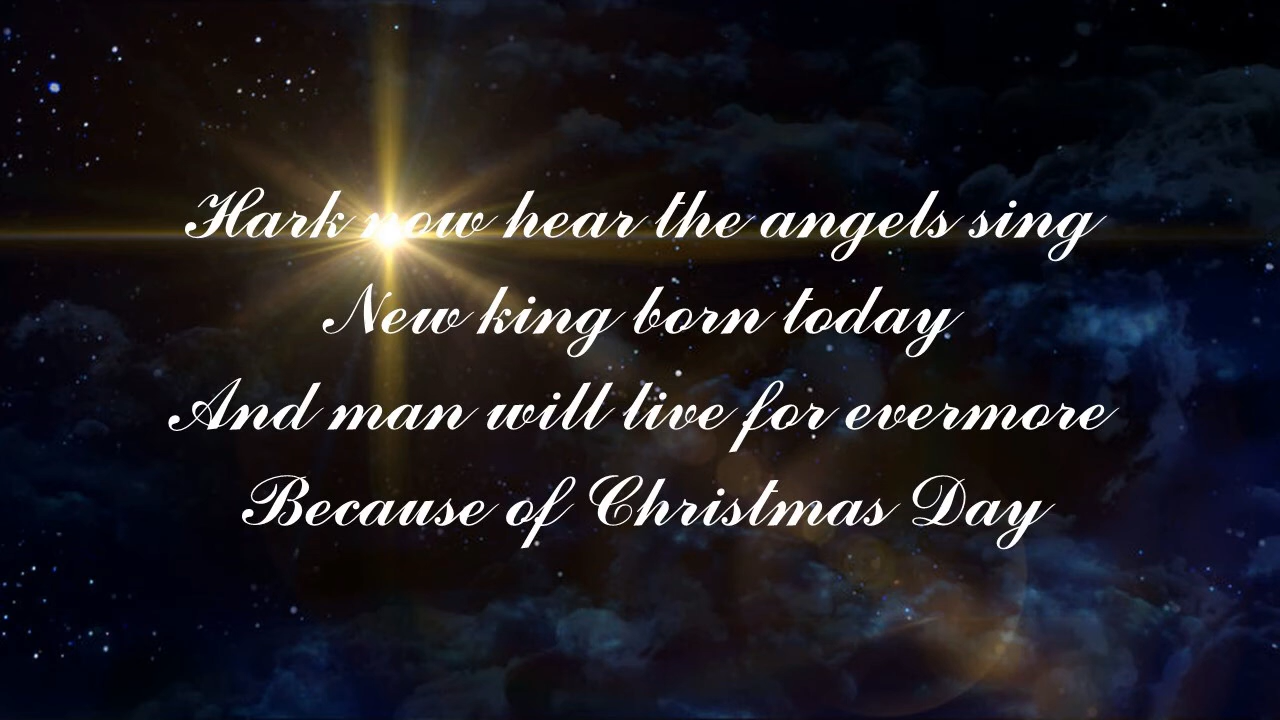 Hark now hear the angels sing
New king born today
And man will live for evermore
Because of Christmas Day